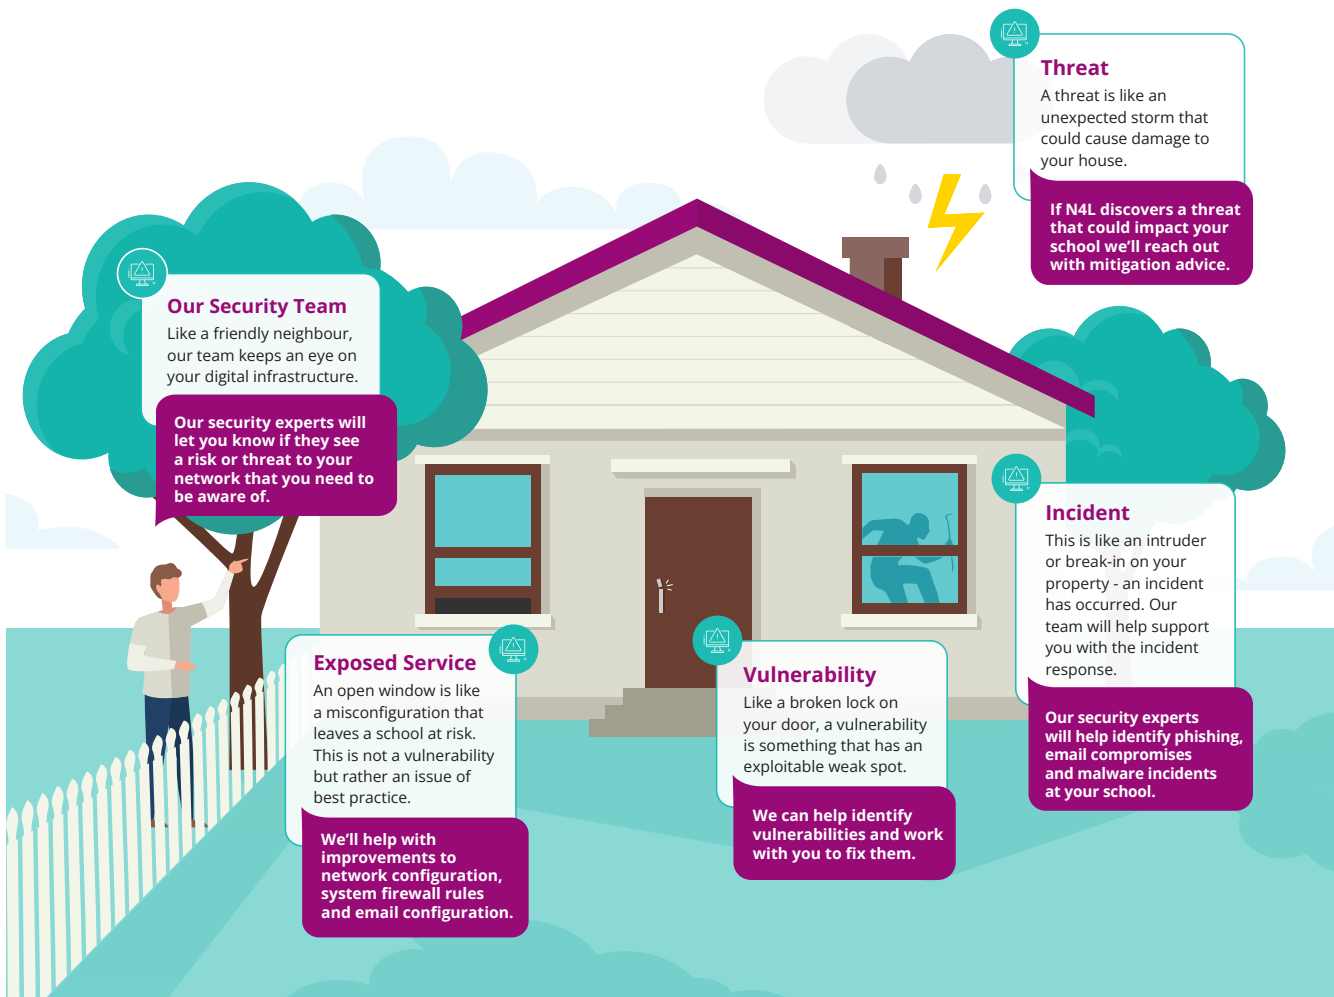 Threat
A threat is like an
unexpected storm that
could cause damage to
your house.
If N4L discovers a threat
that could impact your
school we’ll reach out
with mitigation advice.
Our Security Team
Like a friendly neighbour,
our team keeps an eye on
your digital infrastructure.
Our security experts will
let you know if they see
a risk or threat to your
network that you need to
be aware of.
Incident
This is like an intruder
or break-in on your
property - an incident
has occurred. Our
team will help support
you with the incident
response.
Our security experts
will help identify phishing,
email compromises
and malware incidents
at your school.
Exposed Service
An open window is like
a misconfiguration that
leaves a school at risk.
This is not a vulnerability
but rather an issue of
best practice.
We’ll help with
improvements to
network configuration,
system firewall rules
and email configuration.
Vulnerability
Like a broken lock on
your door, a vulnerability
is something that has an
exploitable weak spot.
We can help identify
vulnerabilities and work
with you to fix them.